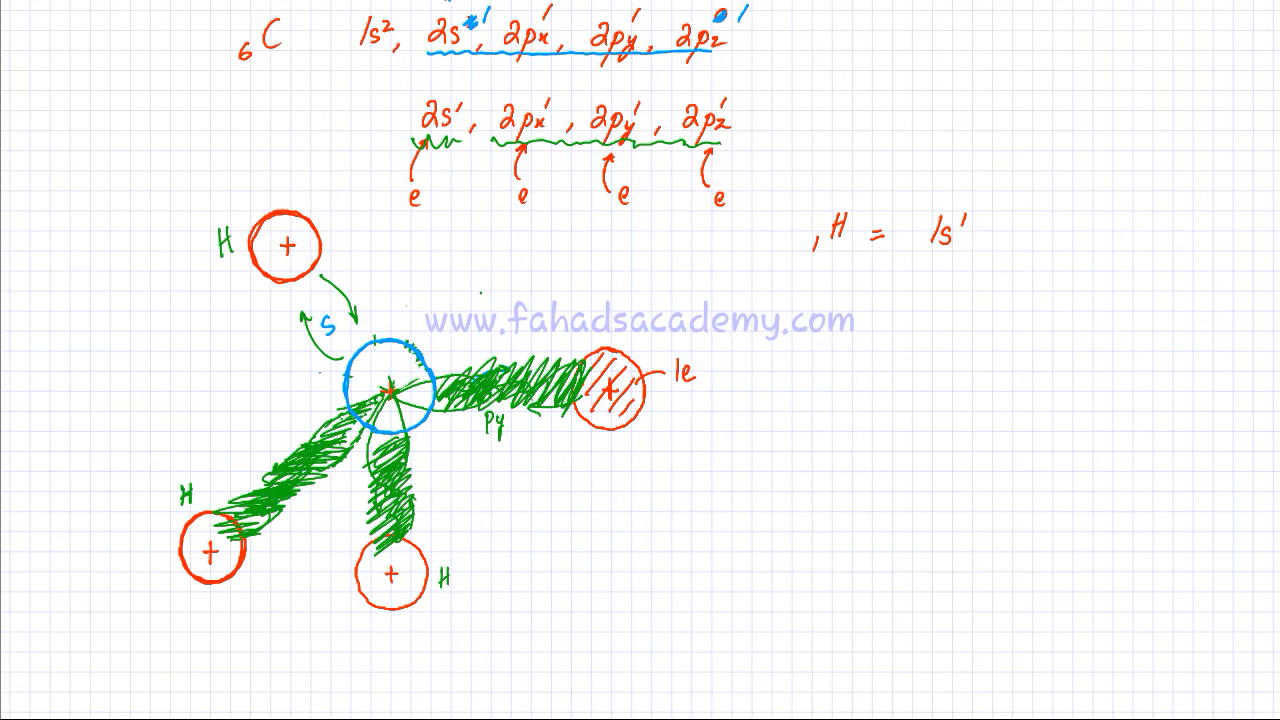 ₆C 1s², 2s¹, 2px¹, 2py¹, 2pz¹
2s¹, 2px¹, 2py¹, 2pz¹
e e e e
H + ₁H = 1s¹
www.fahadsacademy.com
S
+ + 1e
Py
H
+ + H